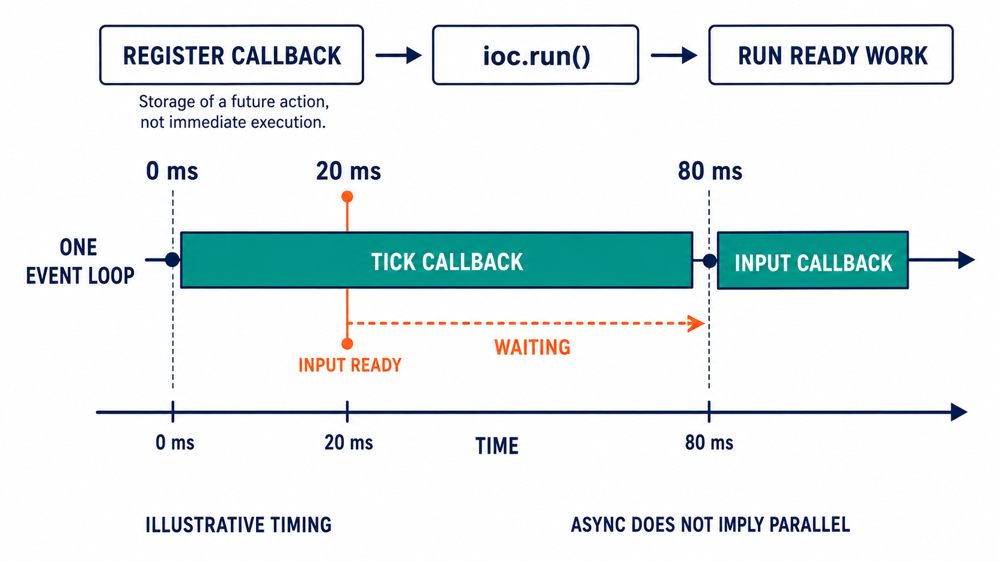 REGISTER CALLBACK
ioc.run()
RUN READY WORK
Storage of a future action,
not immediate execution.
0 ms
20 ms
80 ms
ONE
EVENT LOOP
TICK CALLBACK
INPUT CALLBACK
WAITING
INPUT READY
0 ms
20 ms
TIME
80 ms
ILLUSTRATIVE TIMING
ASYNC DOES NOT IMPLY PARALLEL